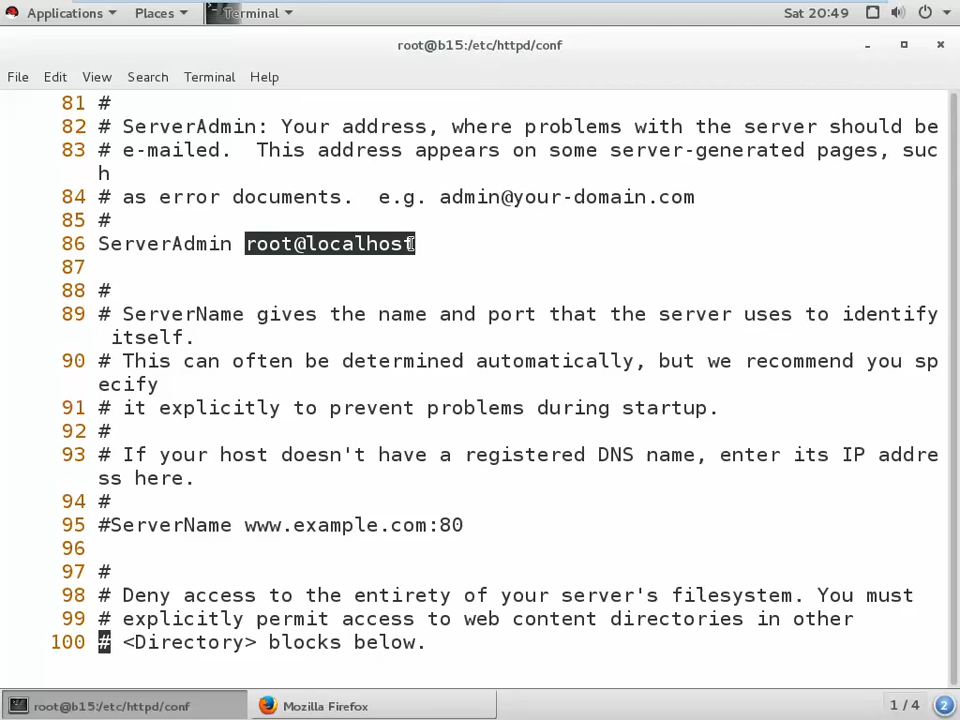 Applications Places Terminal Sat 20:49
root@b15:/etc/httpd/conf
File Edit View Search Terminal Help
81 #
82 # ServerAdmin: Your address, where problems with the server should be
83 # e-mailed.  This address appears on some server-generated pages, suc
h
84 # as error documents.  e.g. admin@your-domain.com
85 #
86 ServerAdmin root@localhost
87
88 #
89 # ServerName gives the name and port that the server uses to identify
 itself.
90 # This can often be determined automatically, but we recommend you sp
ecify
91 # it explicitly to prevent problems during startup.
92 #
93 # If your host doesn't have a registered DNS name, enter its IP addre
ss here.
94 #
95 #ServerName www.example.com:80
96
97 #
98 # Deny access to the entirety of your server's filesystem. You must
99 # explicitly permit access to web content directories in other
100 # <Directory> blocks below.
root@b15:/etc/httpd/conf Mozilla Firefox 1 / 4 2